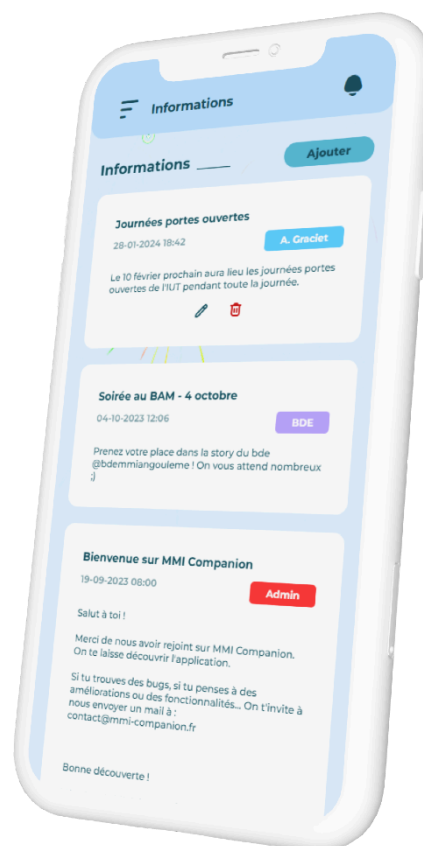 Informations
Informations
Ajouter
Journées portes ouvertes
28-01-2024 18:42
A. Graciet
Le 10 février prochain aura lieu les journées portes
ouvertes de l'IUT pendant toute la journée.
Soirée au BAM - 4 octobre
04-10-2023 12:06
BDE
Prenez votre place dans la story du bde
@bdemmiangouleme ! On vous attend nombreux
;)
Bienvenue sur MMI Companion
19-09-2023 08:00
Admin
Salut à toi !
Merci de nous avoir rejoint sur MMI Companion.
On te laisse découvrir l'application.
Si tu trouves des bugs, si tu penses à des
améliorations ou des fonctionnalités... On t'invite à
nous envoyer un mail à :
contact@mmi-companion.fr
Bonne découverte !